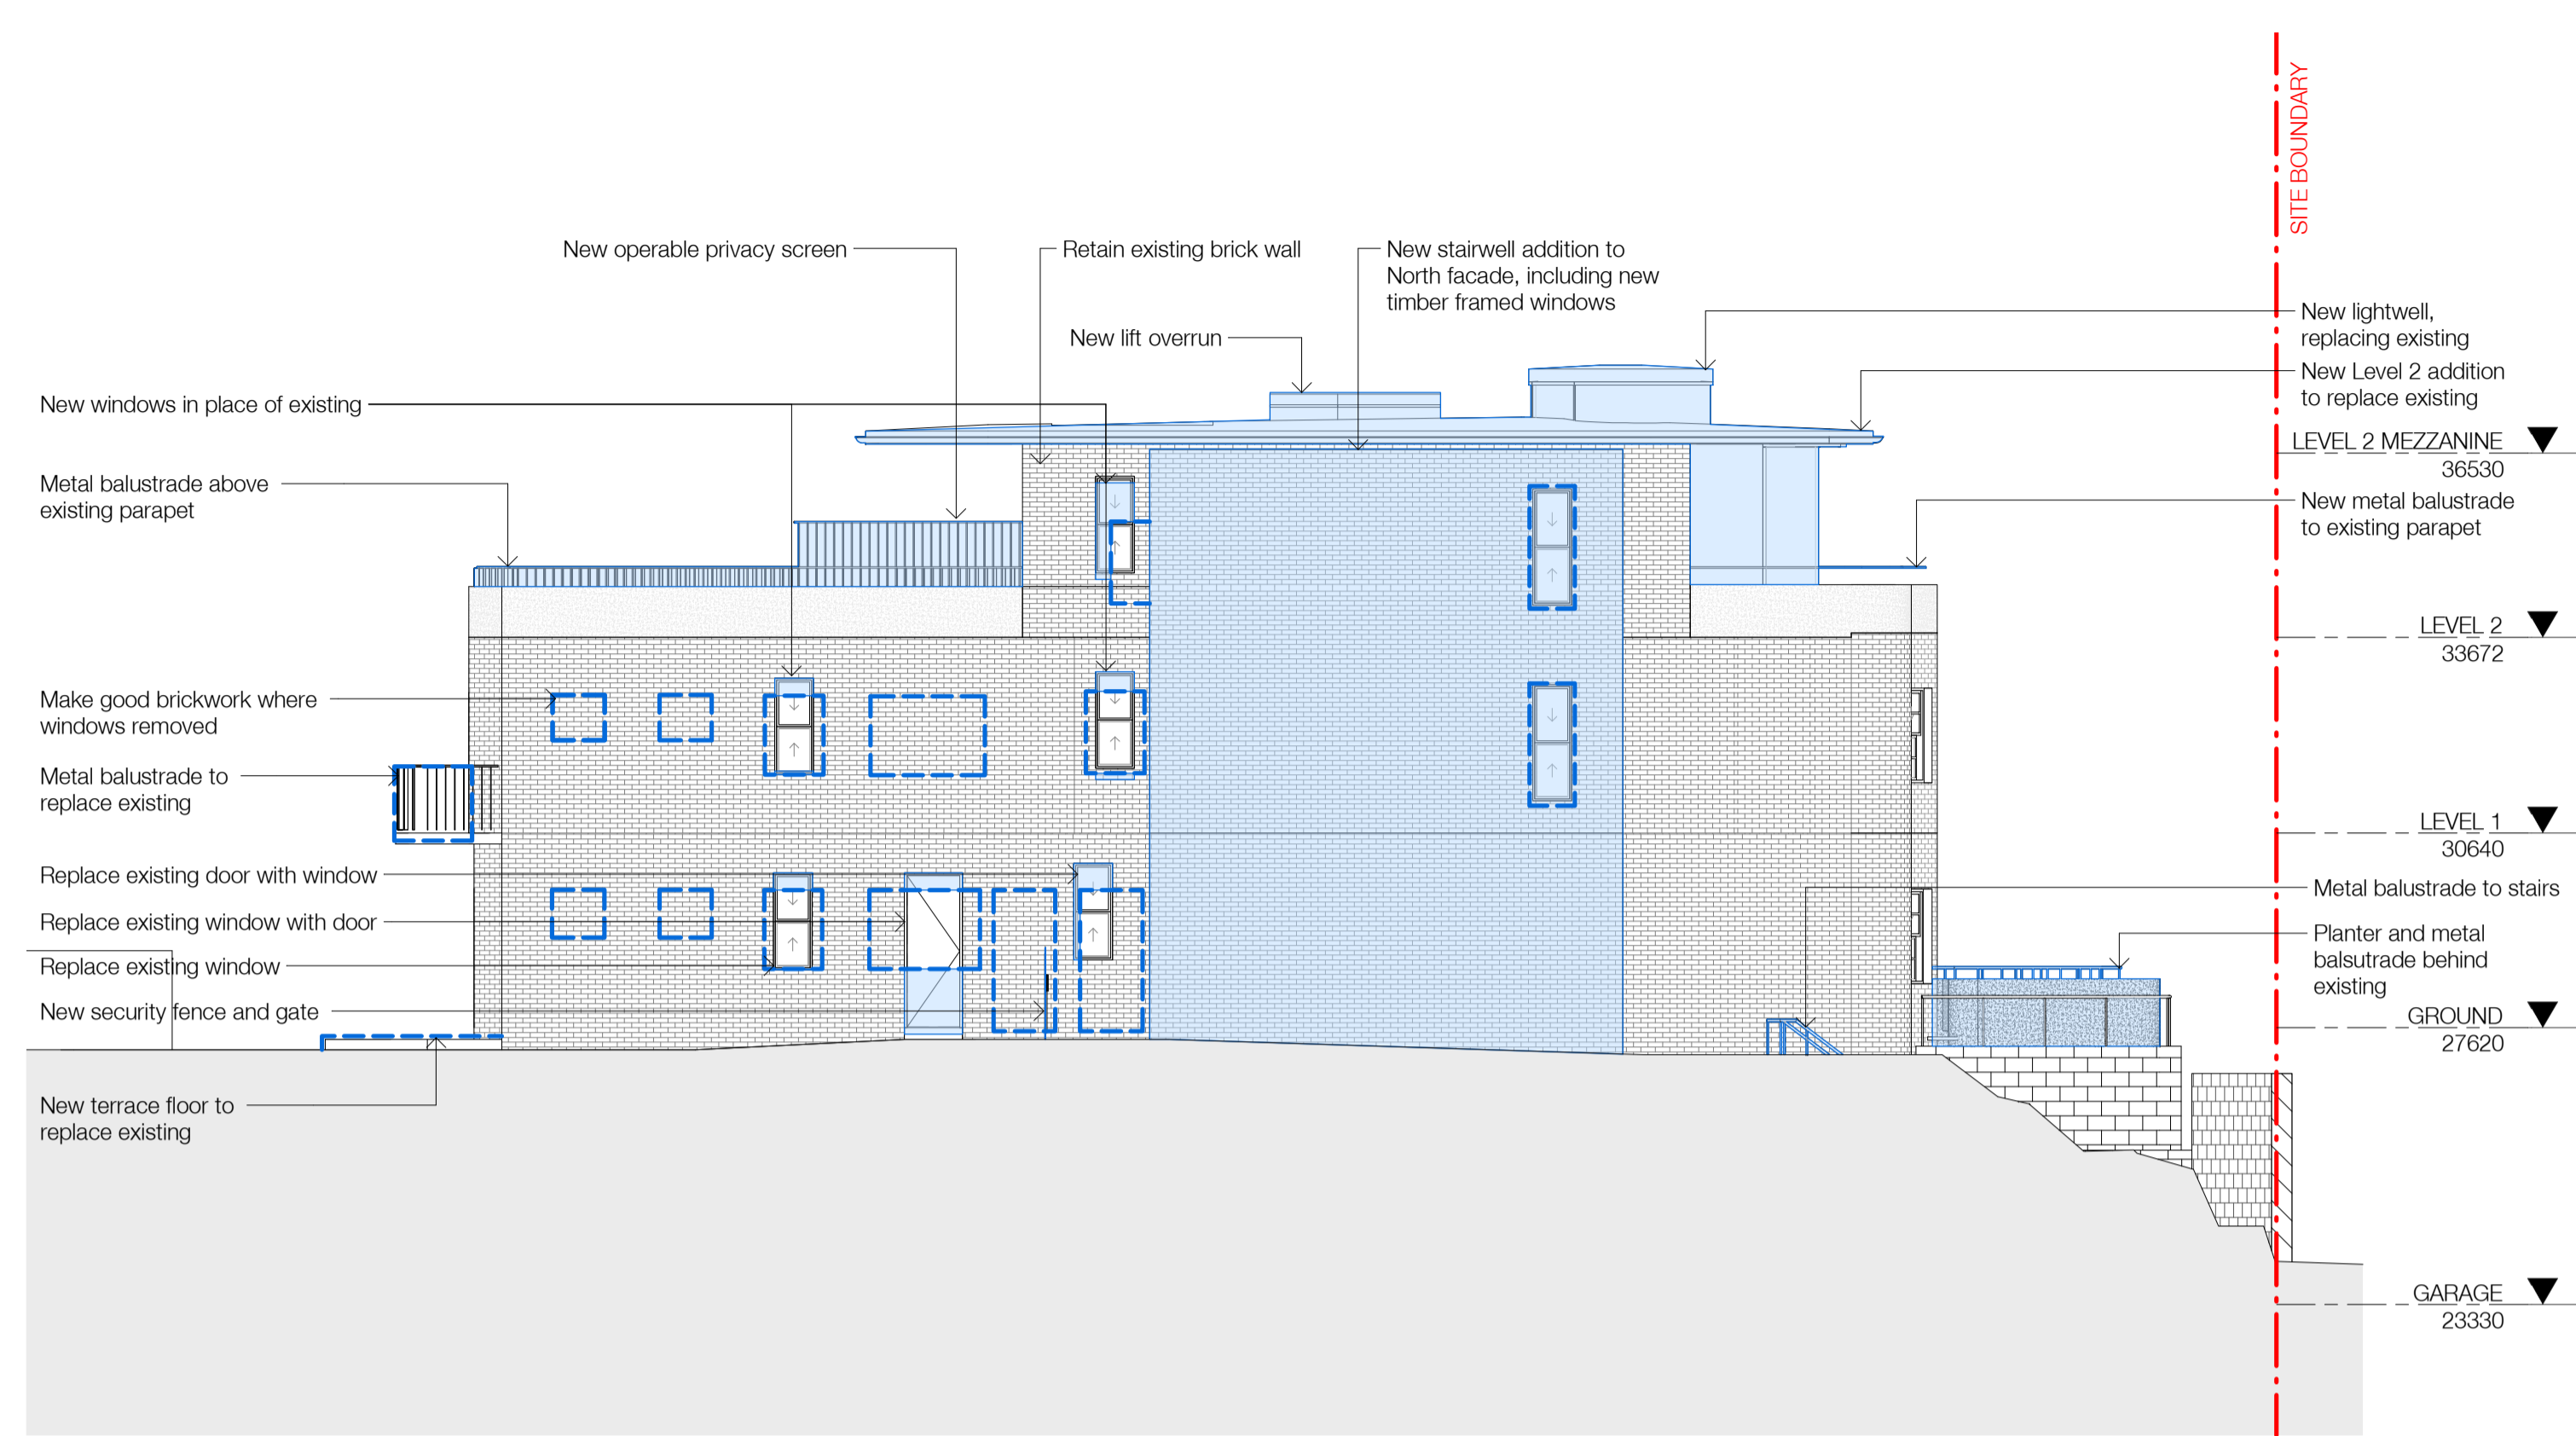 SITE BOUNDARY
New operable privacy screen
Retain existing brick wall
New stairwell addition to
North facade, including new
timber framed windows
New lift overrun
New lightwell,
replacing existing
New Level 2 addition
to replace existing
New windows in place of existing
LEVEL 2 MEZZANINE
36530
Metal balustrade above
existing parapet
New metal balustrade
to existing parapet
LEVEL 2
33672
Make good brickwork where
windows removed
Metal balustrade to
replace existing
LEVEL 1
30640
Replace existing door with window
Metal balustrade to stairs
Replace existing window with door
Planter and metal
balsutrade behind
existing
Replace existing window
New security fence and gate
GROUND
27620
New terrace floor to
replace existing
GARAGE
23330